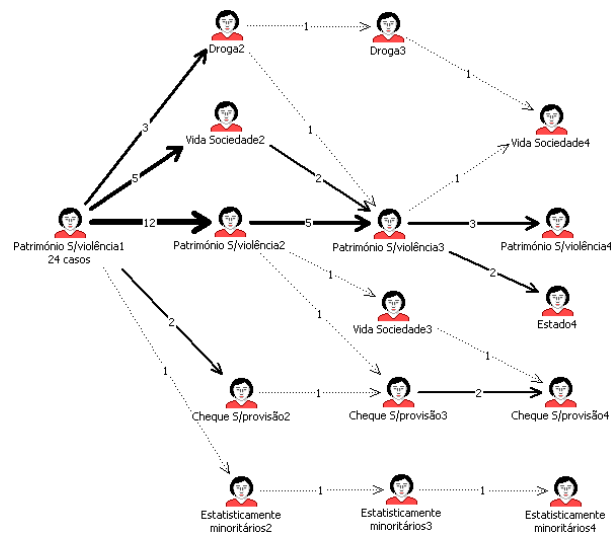 1
Droga2
Droga3
1
3
1
Vida Sociedade2
Vida Sociedade4
5
2
1
12
5
3
Património S/violência1
24 casos
Património S/violência2
Património S/violência3
Património S/violência4
2
1
Vida Sociedade3
Estado4
2
1
1
1
1
2
Cheque S/provisão2
Cheque S/provisão3
Cheque S/provisão4
1
1
Estatisticamente
minoritários2
Estatisticamente
minoritários3
Estatisticamente
minoritários4